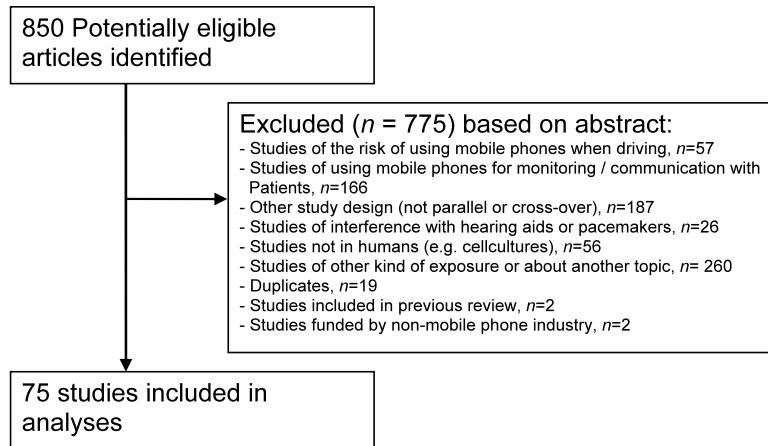 850 Potentially eligible
articles identified
Excluded (n = 775) based on abstract:
- Studies of the risk of using mobile phones when driving, n=57
- Studies of using mobile phones for monitoring / communication with
Patients, n=166
- Other study design (not parallel or cross-over), n=187
- Studies of interference with hearing aids or pacemakers, n=26
- Studies not in humans (e.g. cellcultures), n=56
- Studies of other kind of exposure or about another topic, n= 260
- Duplicates, n=19
- Studies included in previous review, n=2
- Studies funded by non-mobile phone industry, n=2
75 studies included in
analyses